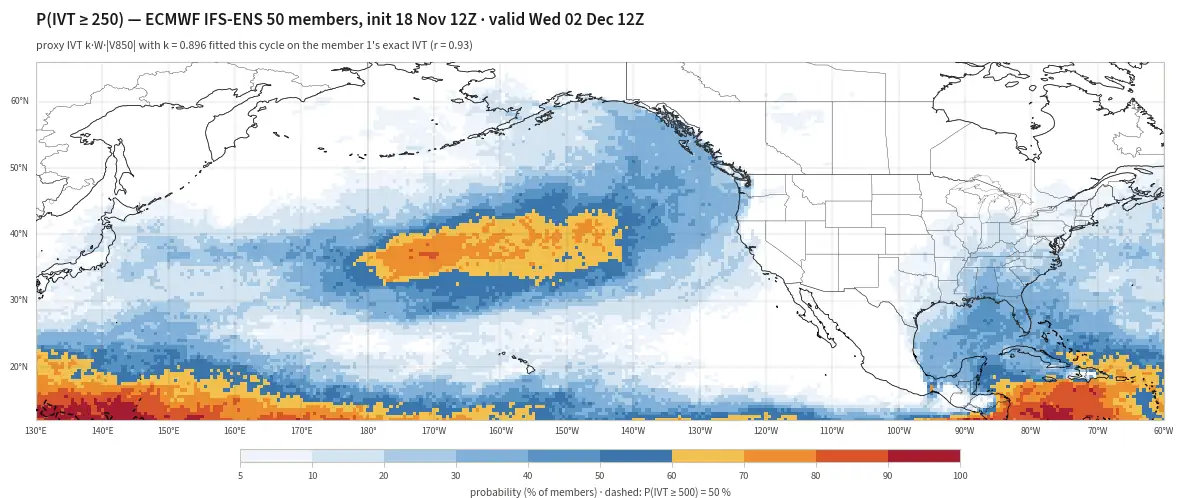 P(IVT ≥ 250) — ECMWF IFS-ENS 50 members, init 18 Nov 12Z · valid Wed 02 Dec 12Z
proxy IVT k·W·|V850| with k = 0.896 fitted this cycle on the member 1's exact IVT (r = 0.93)
60°N
50°N
40°N
30°N
20°N
130°E 140°E 150°E 160°E 170°E 180° 170°W 160°W 150°W 140°W 130°W 120°W 110°W 100°W 90°W 80°W 70°W 60°W
5 10 20 30 40 50 60 70 80 90 100
probability (% of members) · dashed: P(IVT ≥ 500) = 50 %